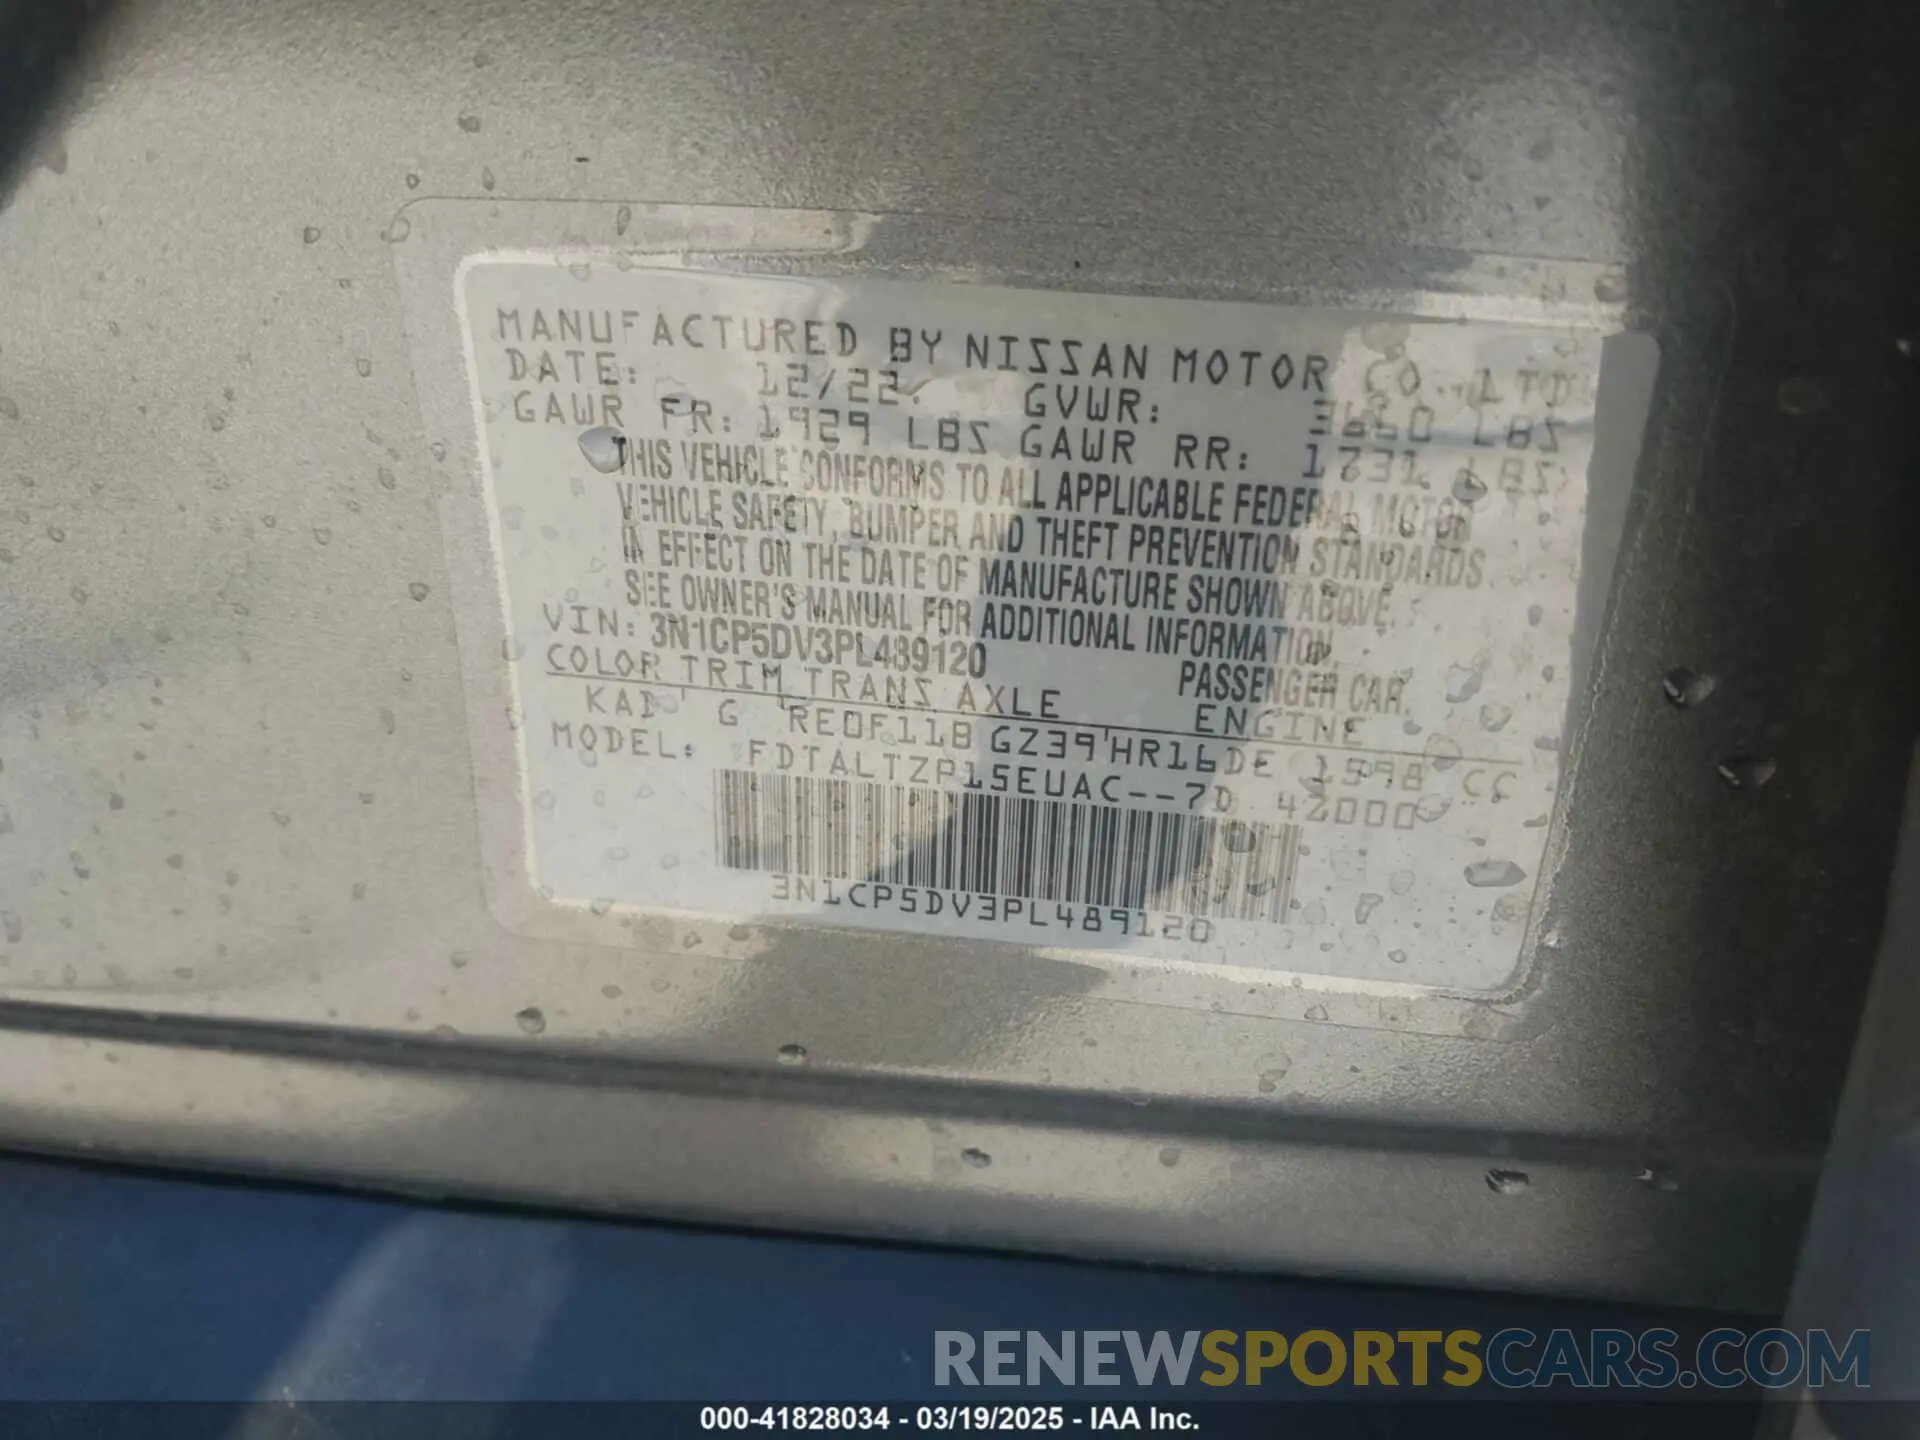 MANUFACTURED BY NISSAN MOTOR CO., LTD.
DATE: 12/22. GVWR: LBS
GAWR FR: 1929 LBS GAWR RR: LBS
THIS VEHICLE CONFORMS TO ALL APPLICABLE FEDERAL MOTOR
VEHICLE SAFETY, BUMPER AND THEFT PREVENTION STANDARDS
IN EFFECT ON THE DATE OF MANUFACTURE SHOWN ABOVE.
SEE OWNER'S MANUAL FOR ADDITIONAL INFORMATION.
VIN: 3N1CP5DV3PL489120 PASSENGER CAR.
COLOR TRIM TRANS AXLE ENGINE
KAD G RE0F11B GZ39 HR16DE 1598 CC
MODEL: FDTALTZP15EUAC--7D
3N1CP5DV3PL489120
RENEWSPORTSCARS.COM
000-41828034 - 03/19/2025 - IAA Inc.